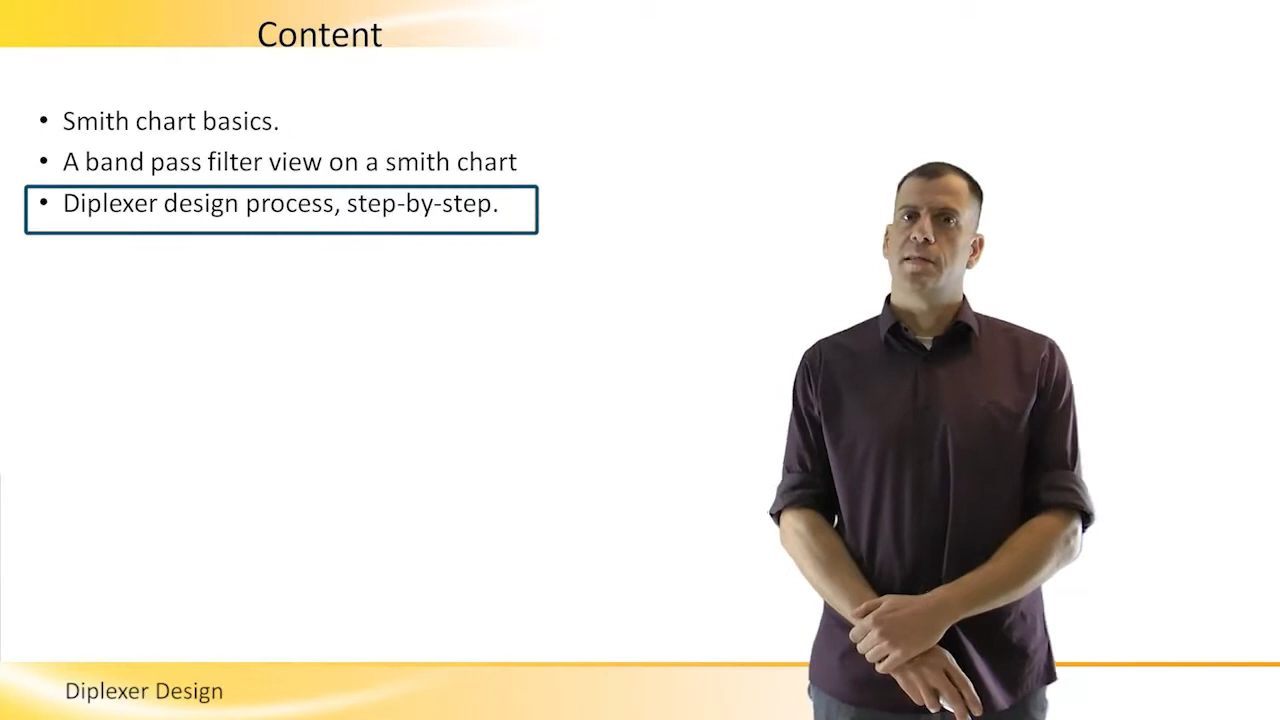 Content
• Smith chart basics.
• A band pass filter view on a smith chart
• Diplexer design process, step-by-step.
Diplexer Design